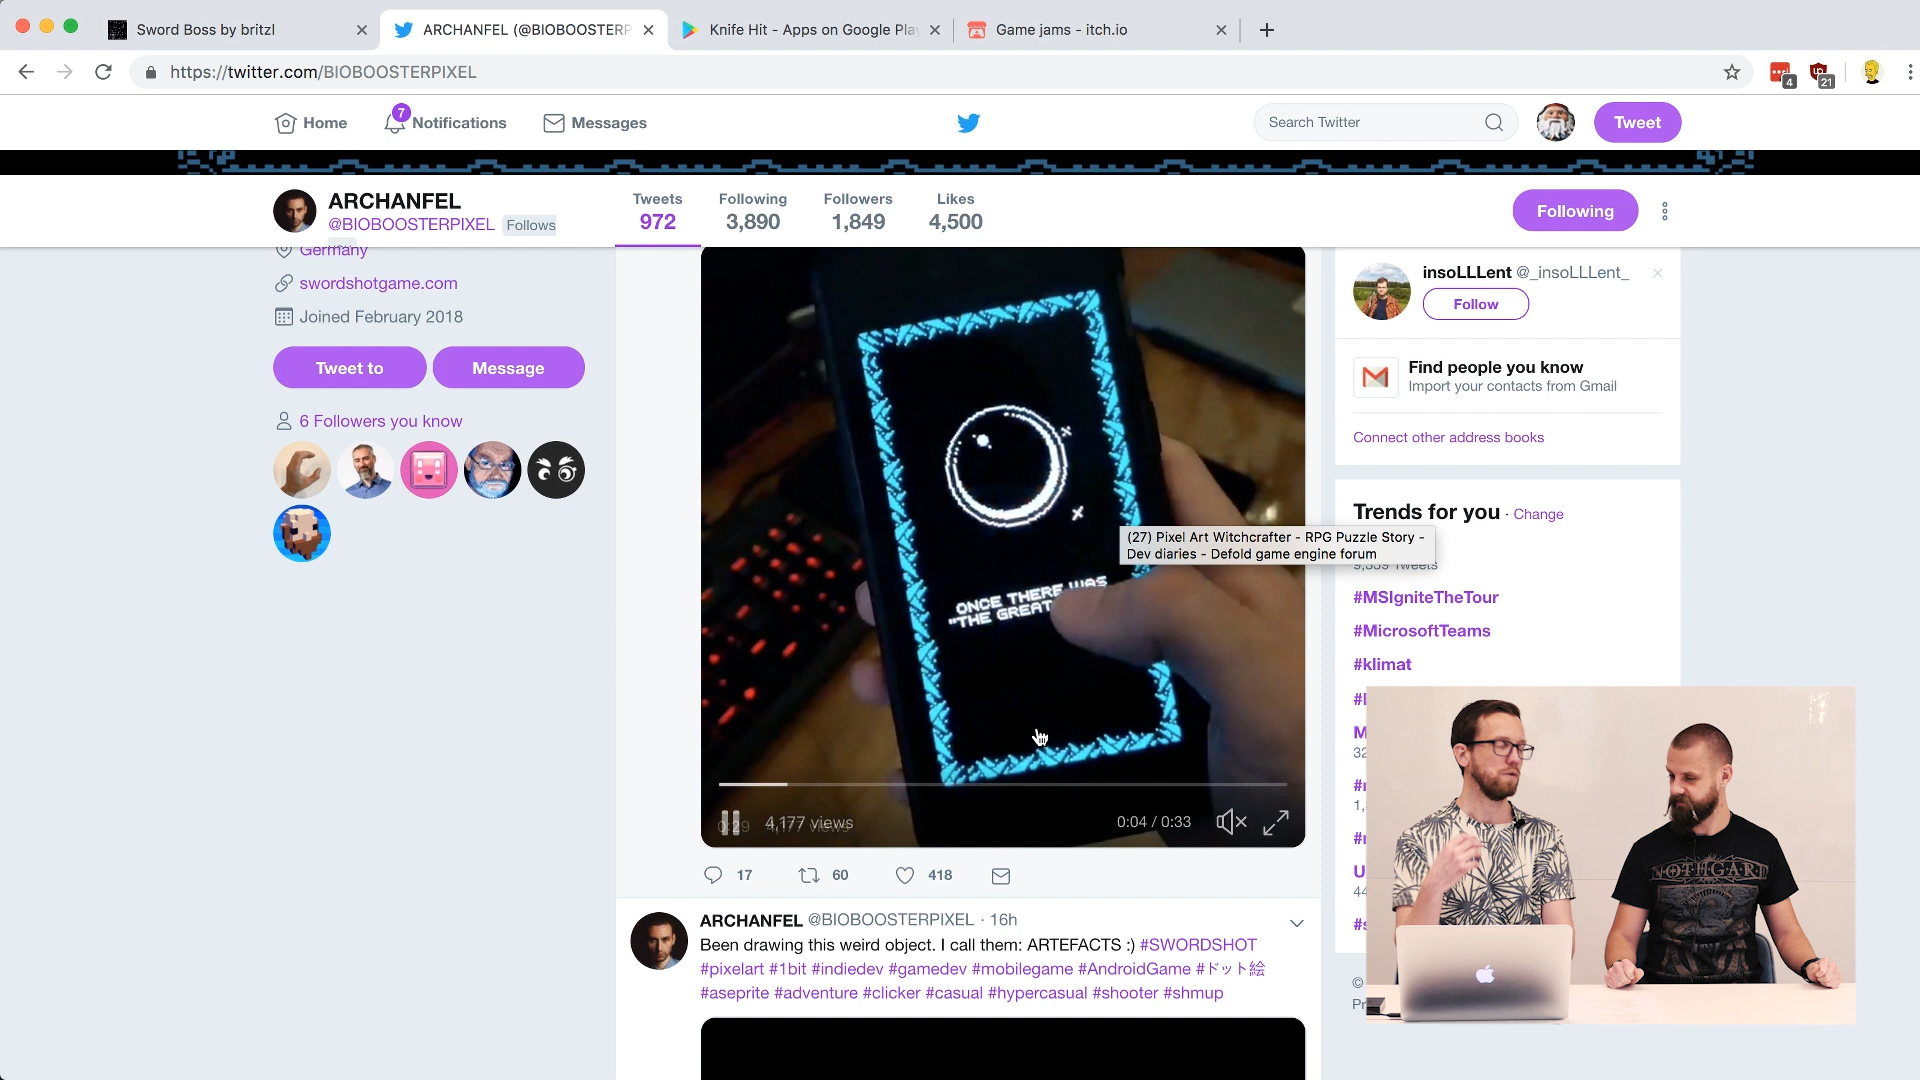 Sword Boss by britzl
ARCHANFEL (@BIOBOOSTERP
Knife Hit - Apps on Google Pla
Game jams - itch.io
https://twitter.com/BIOBOOSTERPIXEL
4
21
Home
7
Notifications
Messages
Search Twitter
Tweet
ARCHANFEL
@BIOBOOSTERPIXEL Follows
Tweets
972
Following
3,890
Followers
1,849
Likes
4,500
Following
Germany
swordshotgame.com
Joined February 2018
Tweet to
Message
6 Followers you know
ONCE THERE WAS
"THE GREAT
(27) Pixel Art Witchcrafter - RPG Puzzle Story -
Dev diaries - Defold game engine forum
4,177 views
0:04 / 0:33
17
60
418
ARCHANFEL @BIOBOOSTERPIXEL · 16h
Been drawing this weird object. I call them: ARTEFACTS :) #SWORDSHOT
#pixelart #1bit #indiedev #gamedev #mobilegame #AndroidGame #ドット絵
#aseprite #adventure #clicker #casual #hypercasual #shooter #shmup
insoLLLent @_insoLLLent_
Follow
Find people you know
Import your contacts from Gmail
Connect other address books
Trends for you · Change
9,339 Tweets
#MSIgniteTheTour
#MicrosoftTeams
#klimat
NOTHGARD